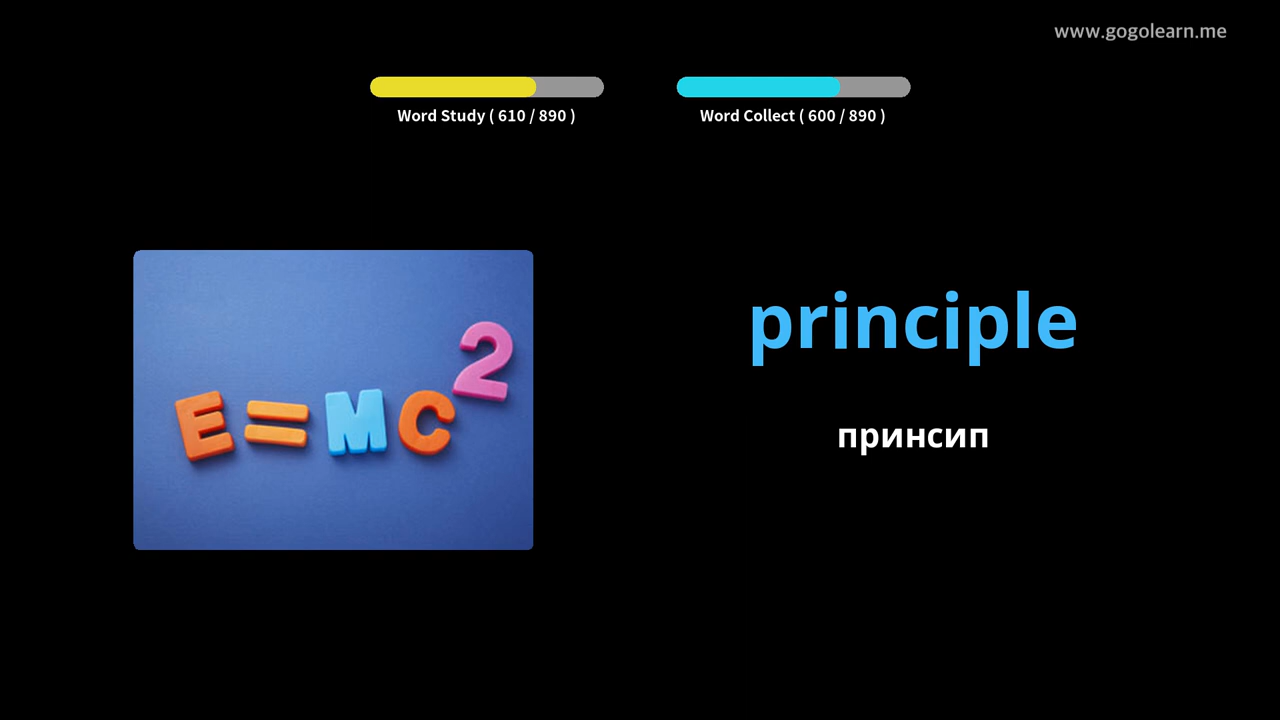 www.gogolearn.me
Word Study ( 610 / 890 )
Word Collect ( 600 / 890 )
E=MC2
principle
принсип